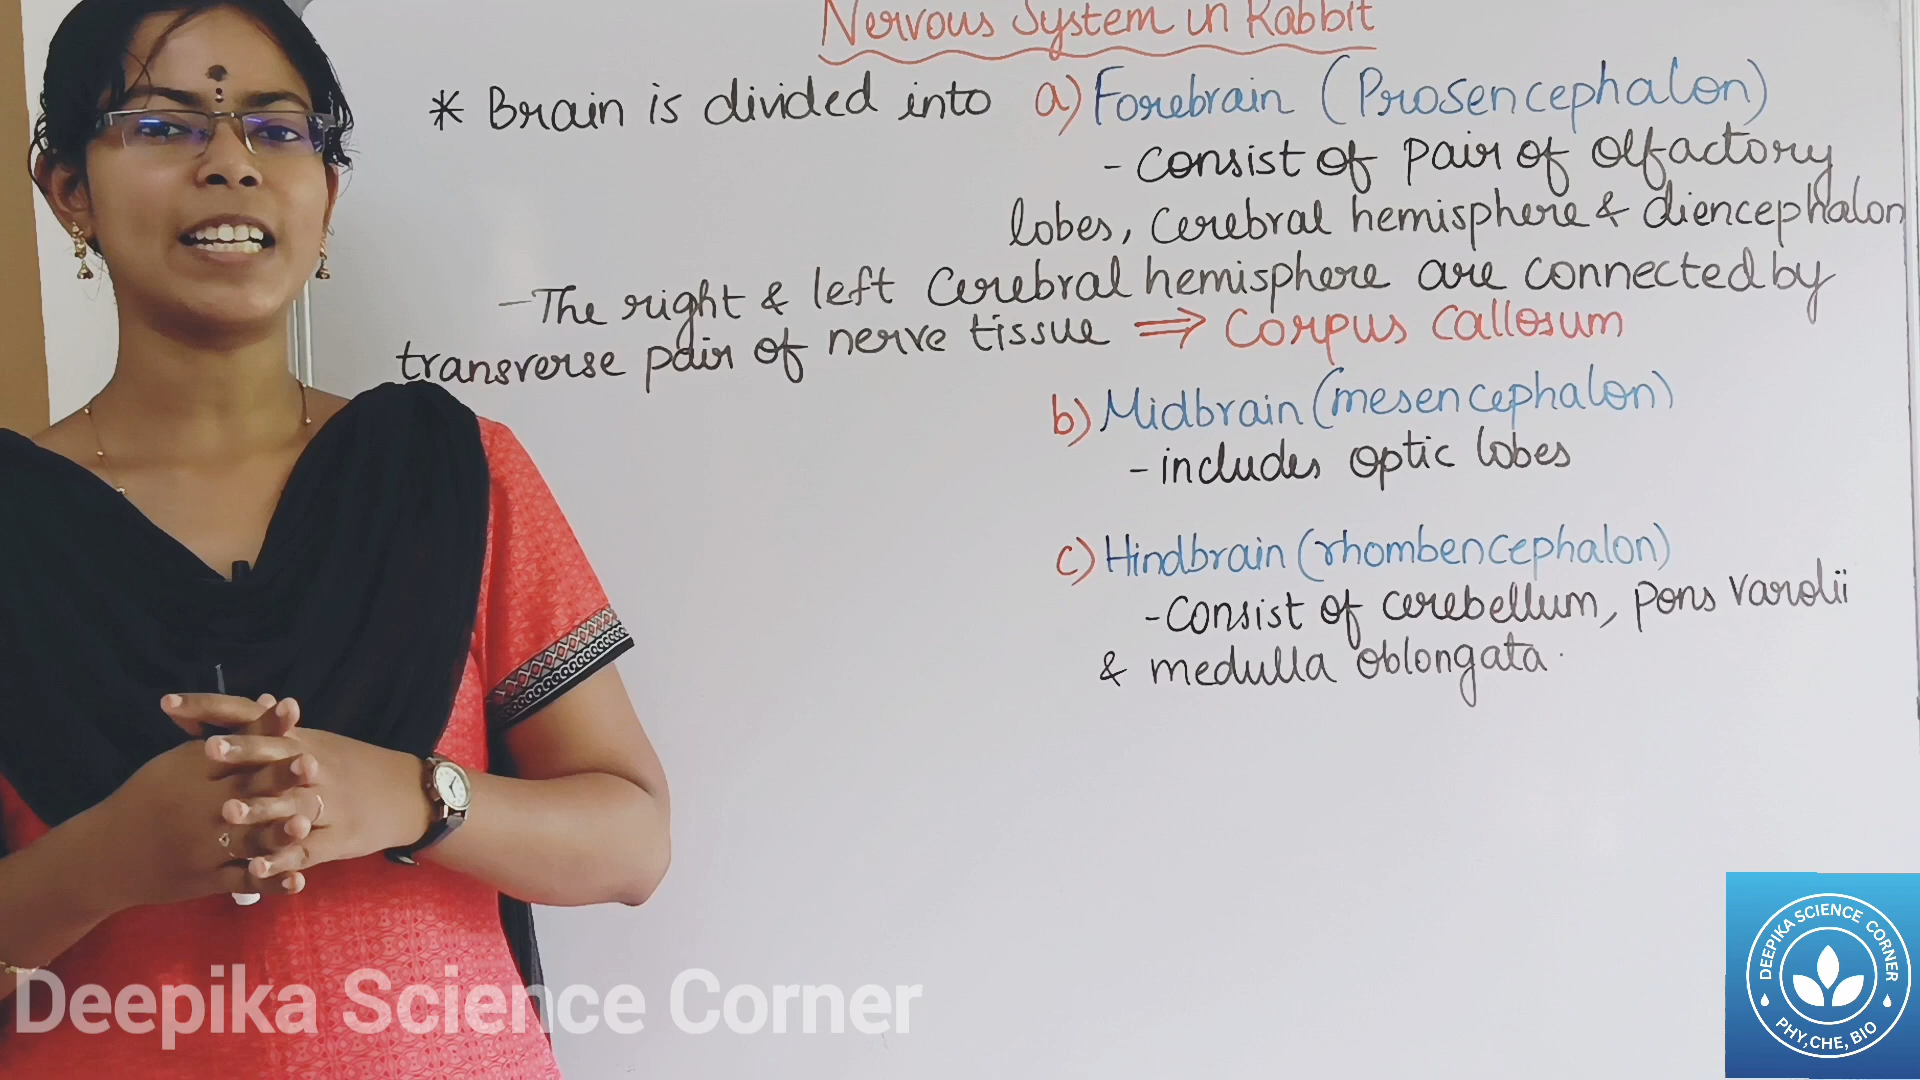 Nervous System in Rabbit
* Brain is divided into a) Forebrain (Prosencephalon)
- consist of pair of olfactory
lobes, cerebral hemisphere & diencephalon
- The right & left cerebral hemisphere are connected by
transverse pair of nerve tissue ⇒ Corpus callosum
b) Midbrain (mesencephalon)
- includes optic lobes
c) Hindbrain (rhombencephalon)
- consist of cerebellum, pons varolii
& medulla oblongata.
Deepika Science Corner
DEEPIKA SCIENCE CORNER
PHY,CHE, BIO